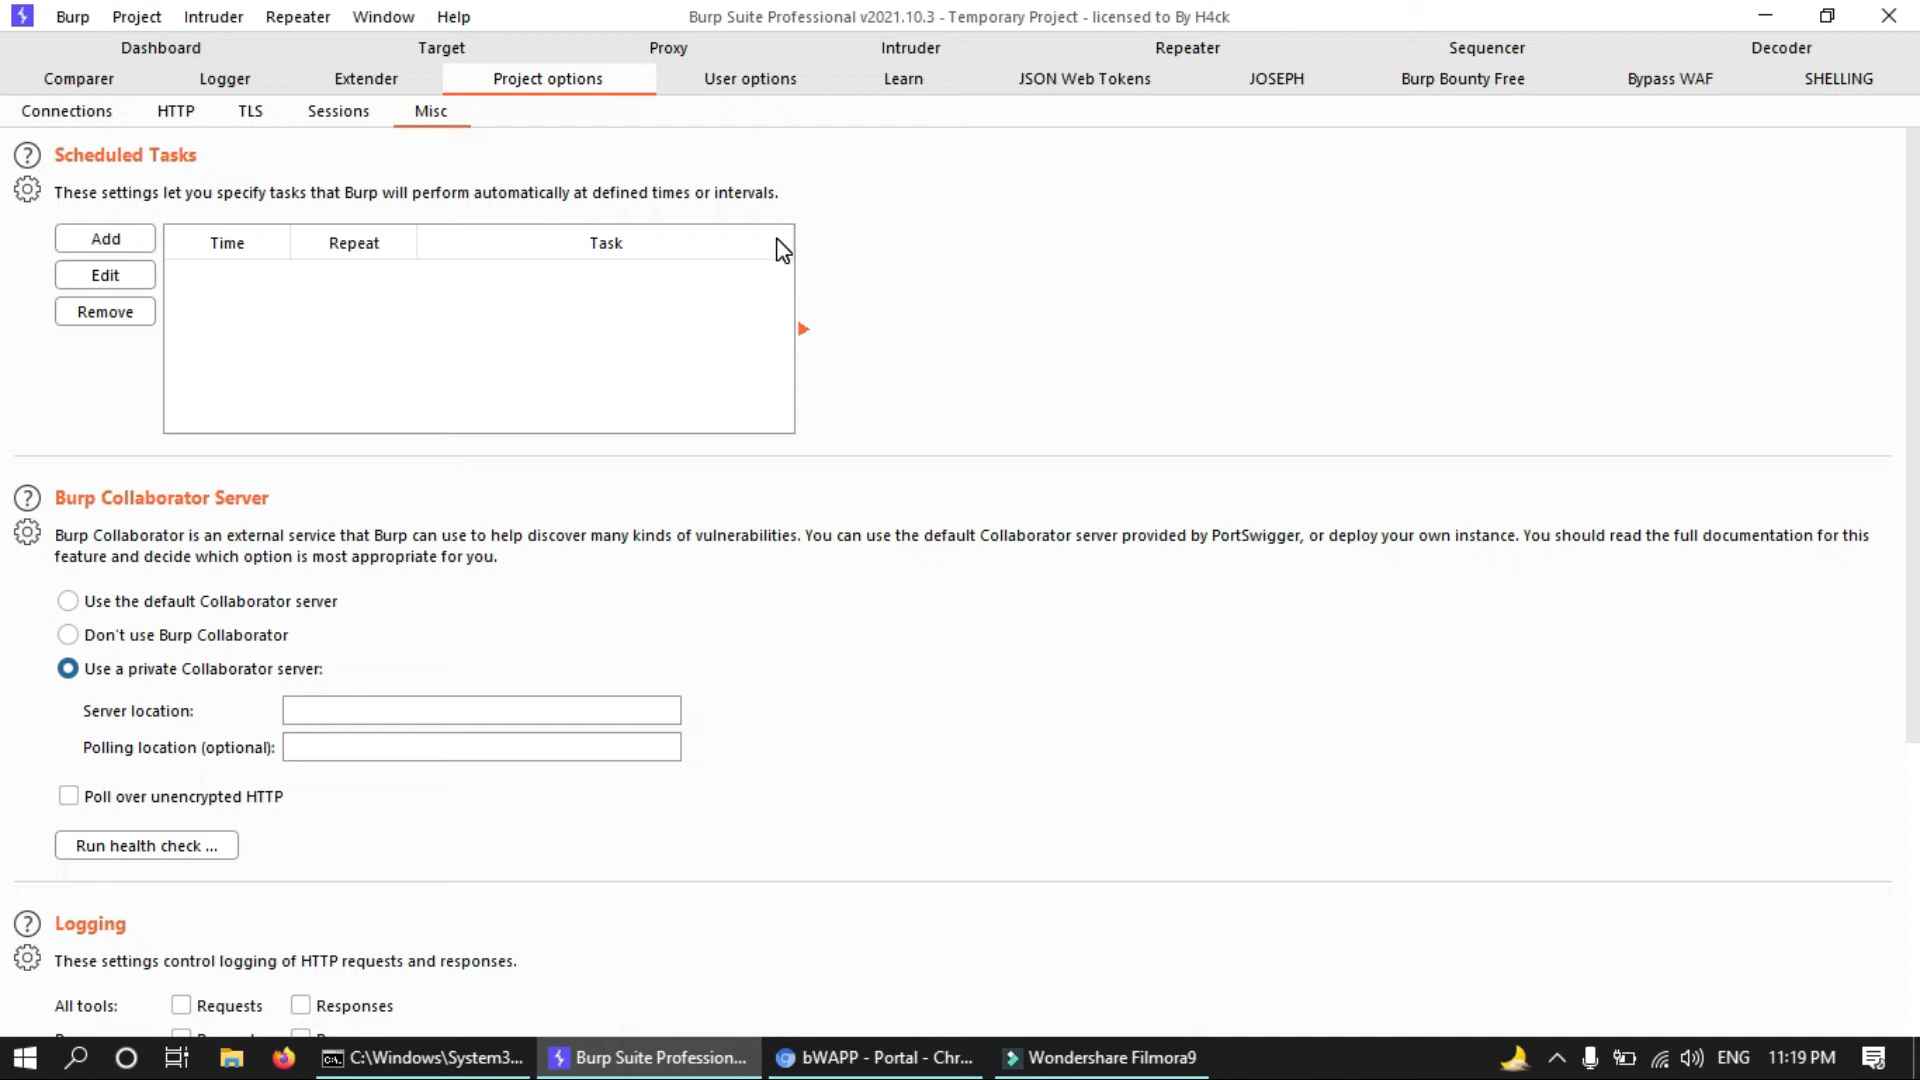 Burp Project Intruder Repeater Window Help Burp Suite Professional v2021.10.3 - Temporary Project - licensed to By H4ck
Dashboard Target Proxy Intruder Repeater Sequencer Decoder
Comparer Logger Extender Project options User options Learn JSON Web Tokens JOSEPH Burp Bounty Free Bypass WAF SHELLING
Connections HTTP TLS Sessions Misc
? Scheduled Tasks
These settings let you specify tasks that Burp will perform automatically at defined times or intervals.
Add Time Repeat Task
Edit
Remove
? Burp Collaborator Server
Burp Collaborator is an external service that Burp can use to help discover many kinds of vulnerabilities. You can use the default Collaborator server provided by PortSwigger, or deploy your own instance. You should read the full documentation for this
feature and decide which option is most appropriate for you.
Use the default Collaborator server
Don't use Burp Collaborator
Use a private Collaborator server:
Server location:
Polling location (optional):
Poll over unencrypted HTTP
Run health check ...
? Logging
These settings control logging of HTTP requests and responses.
All tools: Requests Responses
C:\Windows\System3... Burp Suite Profession... bWAPP - Portal - Chr... Wondershare Filmora9 ENG 11:19 PM